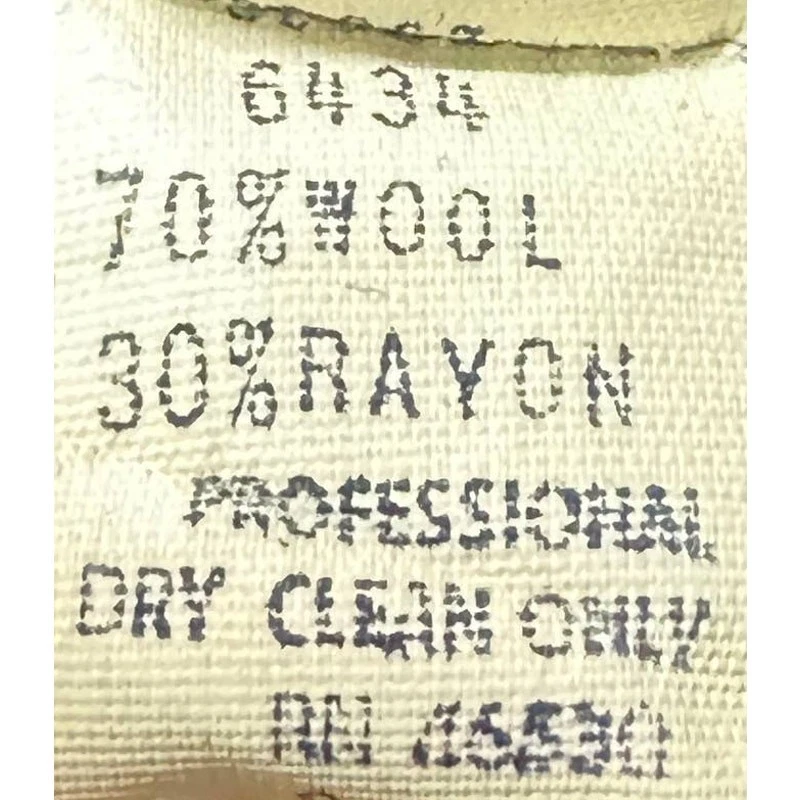 6434
70%WOOL
30%RAYON
PROFESSIONAL
DRY CLEAN ONLY
RN